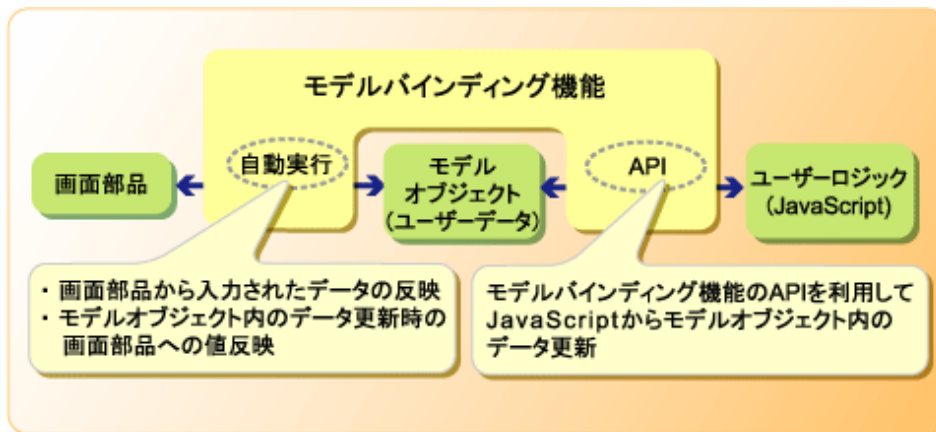 モデルバインディング機能
画面部品
自動実行
モデル
オブジェクト
(ユーザーデータ)
API
ユーザーロジック
(JavaScript)
・ 画面部品から入力されたデータの反映
・ モデルオブジェクト内のデータ更新時の
画面部品への値反映
モデルバインディング機能のAPIを利用して
JavaScriptからモデルオブジェクト内の
データ更新